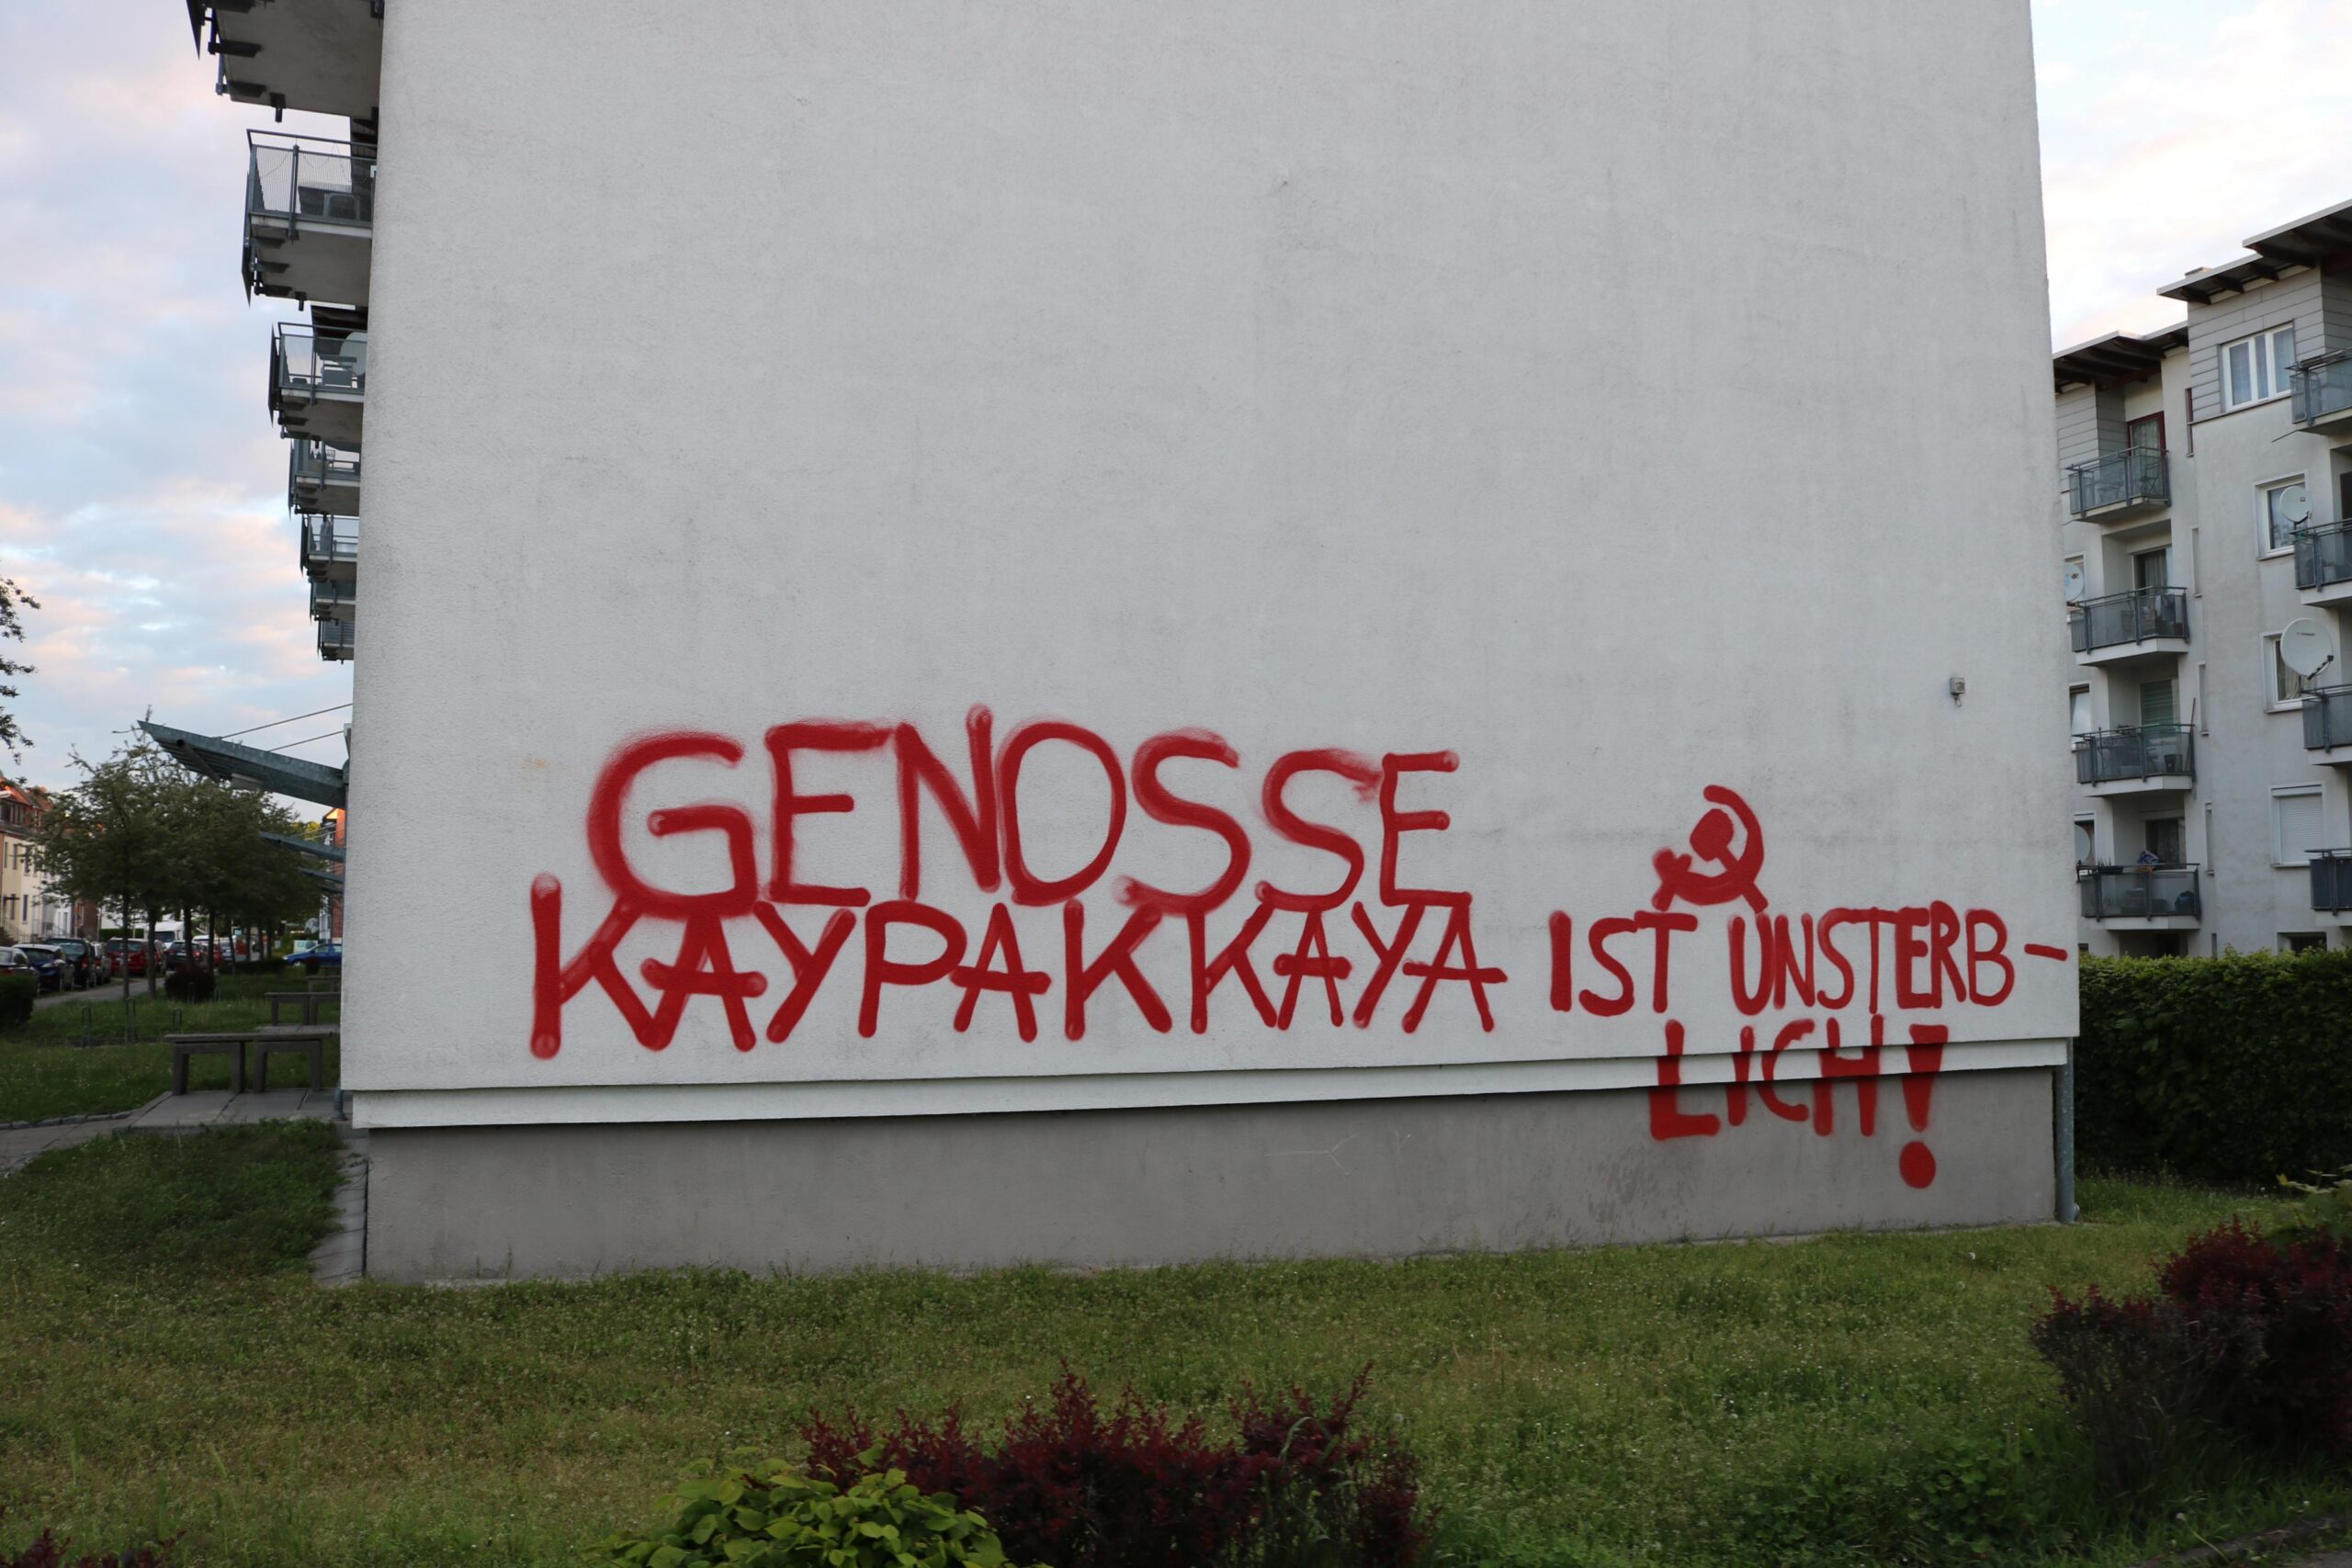 GENOSSE
KAYPAKKAYA IST UNSTERB-
LICH!